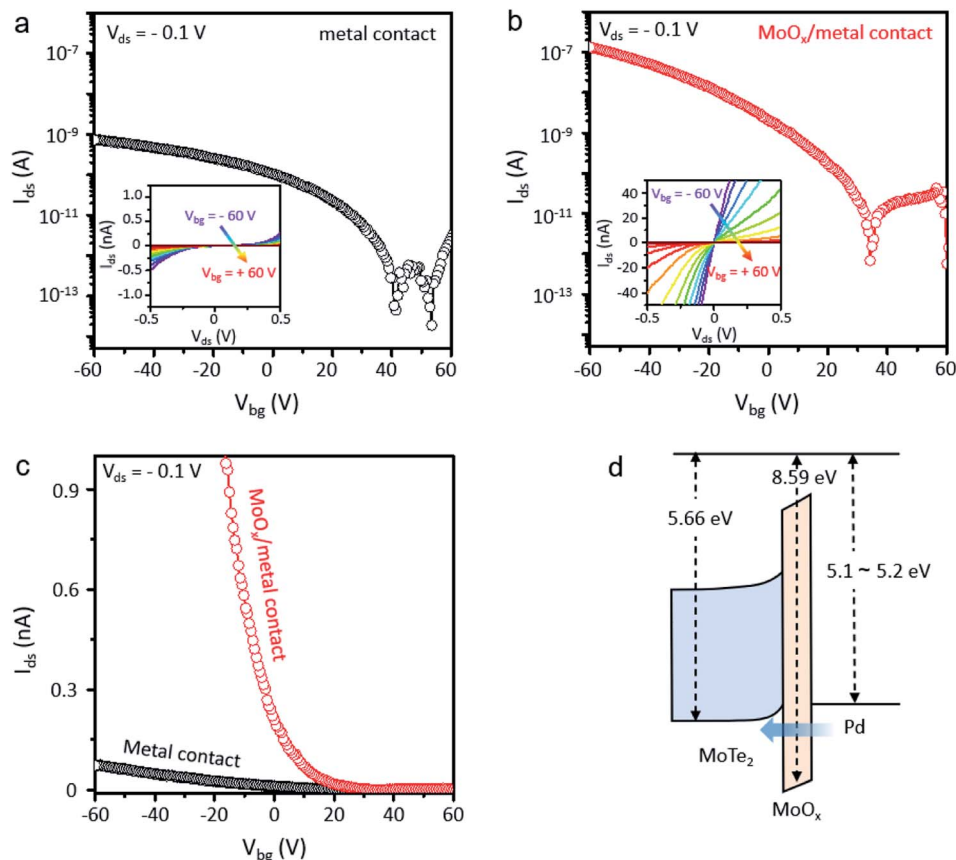 a
V_ds = - 0.1 V
metal contact
10⁻⁷
10⁻⁹
10⁻¹¹
10⁻¹³
I_ds (A)
-60 -40 -20 0 20 40 60
V_bg (V)
1.0
0.5
0
-0.5
-1.0
I_ds (nA)
V_bg = - 60 V
V_bg = + 60 V
-0.5 0 0.5
V_ds (V)
b
V_ds = - 0.1 V
MoOₓ/metal contact
10⁻⁷
10⁻⁹
10⁻¹¹
10⁻¹³
I_ds (A)
-60 -40 -20 0 20 40 60
V_bg (V)
40
20
0
-20
-40
I_ds (nA)
V_bg = - 60 V
V_bg = + 60 V
-0.5 0 0.5
V_ds (V)
c
V_ds = - 0.1 V
0.9
0.6
0.3
0
I_ds (nA)
MoOₓ/metal contact
Metal contact
-60 -40 -20 0 20 40 60
V_bg (V)
d
8.59 eV
5.66 eV
5.1 ~ 5.2 eV
Pd
MoTe₂
MoOₓ